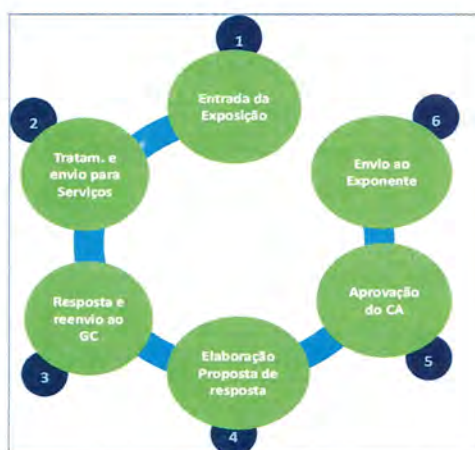 1
Entrada da
Exposição
2
Tratam. e
envio para
Serviços
Resposta e
reenvio ao
GC
3
Elaboração
Proposta de
resposta
4
Aprovação
do CA
5
6
Envio ao
Exponente